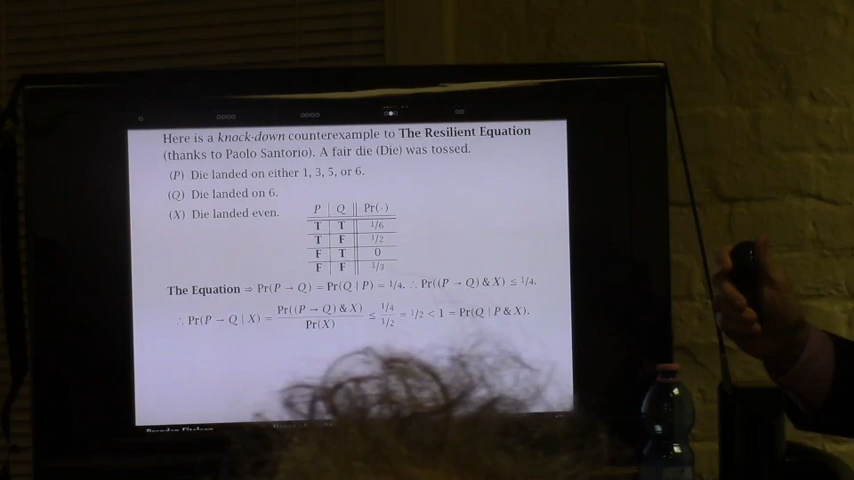 Here is a knock-down counterexample to The Resilient Equation
(thanks to Paolo Santorio). A fair die (Die) was tossed.
(P) Die landed on either 1, 3, 5, or 6.
(Q) Die landed on 6.
(X) Die landed even.
P Q Pr(·)
T T 1/6
T F 1/2
F T 0
F F 1/3
The Equation ⇒ Pr(P → Q) = Pr(Q | P) = 1/4. ∴ Pr((P → Q) & X) ≤ 1/4.
∴ Pr(P → Q | X) = Pr((P → Q) & X) / Pr(X) ≤ 1/4 / 1/2 = 1/2 < 1 = Pr(Q | P & X).
Branden Fitelson